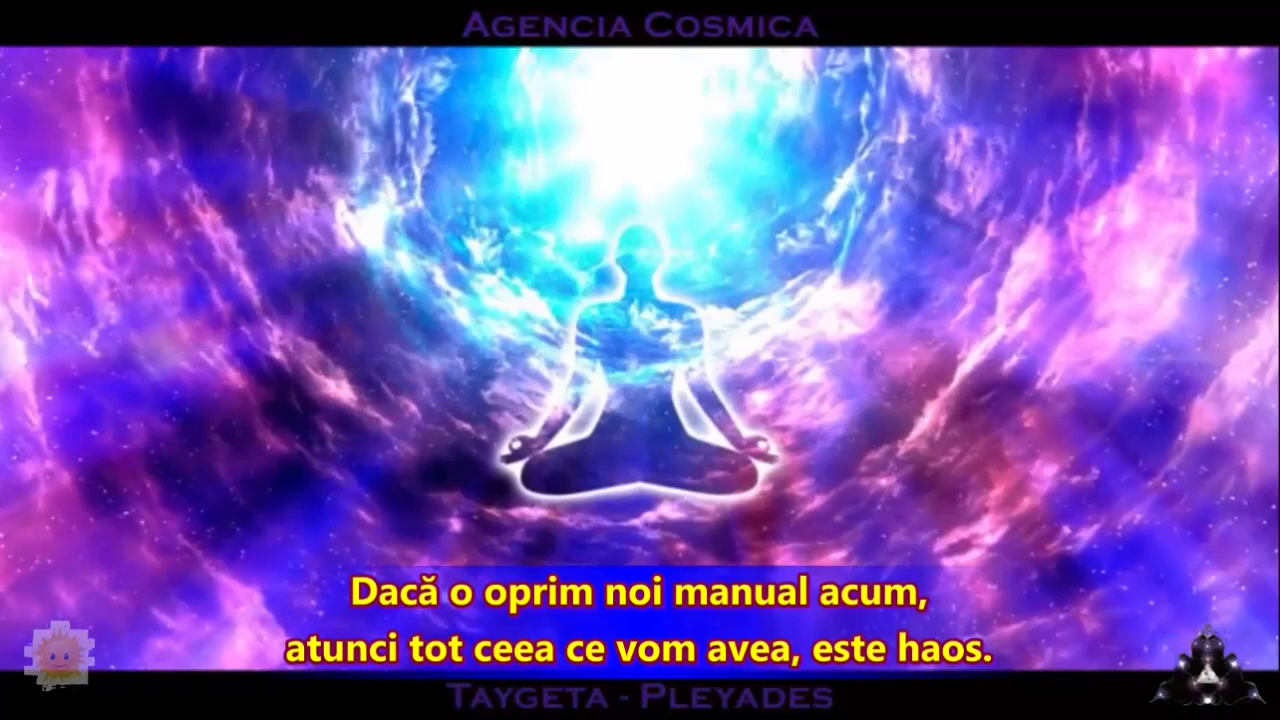 AGENCIA COSMICA
Dacă o oprim noi manual acum,
atunci tot ceea ce vom avea, este haos.
TAYGETA - PLEYADES